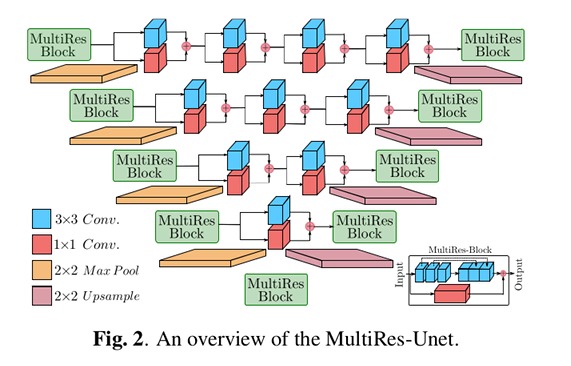 MultiRes
Block
MultiRes
Block
MultiRes
Block
MultiRes
Block
MultiRes
Block
MultiRes
Block
MultiRes
Block
MultiRes
Block
MultiRes
Block
3×3 Conv.
1×1 Conv.
2×2 Max Pool
2×2 Upsample
MultiRes-Block
Input
Output
Fig. 2. An overview of the MultiRes-Unet.